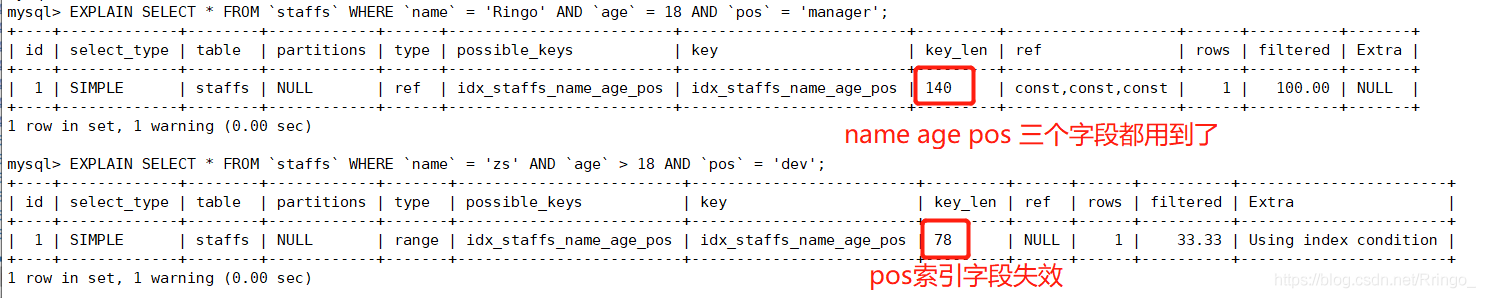 mysql> EXPLAIN SELECT * FROM `staffs` WHERE `name` = 'Ringo' AND `age` = 18 AND `pos` = 'manager';
+----+-------------+--------+------------+------+-----------------------+-----------------------+---------+-------------------+------+----------+-------+
| id | select_type | table | partitions | type | possible_keys | key | key_len | ref | rows | filtered | Extra |
+----+-------------+--------+------------+------+-----------------------+-----------------------+---------+-------------------+------+----------+-------+
| 1 | SIMPLE | staffs | NULL | ref | idx_staffs_name_age_pos | idx_staffs_name_age_pos | 140 | const,const,const | 1 | 100.00 | NULL |
+----+-------------+--------+------------+------+-----------------------+-----------------------+---------+-------------------+------+----------+-------+
1 row in set, 1 warning (0.00 sec)
name age pos 三个字段都用到了
mysql> EXPLAIN SELECT * FROM `staffs` WHERE `name` = 'zs' AND `age` > 18 AND `pos` = 'dev';
+----+-------------+--------+------------+-------+-----------------------+-----------------------+---------+------+------+----------+-----------------------+
| id | select_type | table | partitions | type | possible_keys | key | key_len | ref | rows | filtered | Extra |
+----+-------------+--------+------------+-------+-----------------------+-----------------------+---------+------+------+----------+-----------------------+
| 1 | SIMPLE | staffs | NULL | range | idx_staffs_name_age_pos | idx_staffs_name_age_pos | 78 | NULL | 1 | 33.33 | Using index condition |
+----+-------------+--------+------------+-------+-----------------------+-----------------------+---------+------+------+----------+-----------------------+
1 row in set, 1 warning (0.00 sec)
pos索引字段失效
https://blog.csdn.net/Rringo_